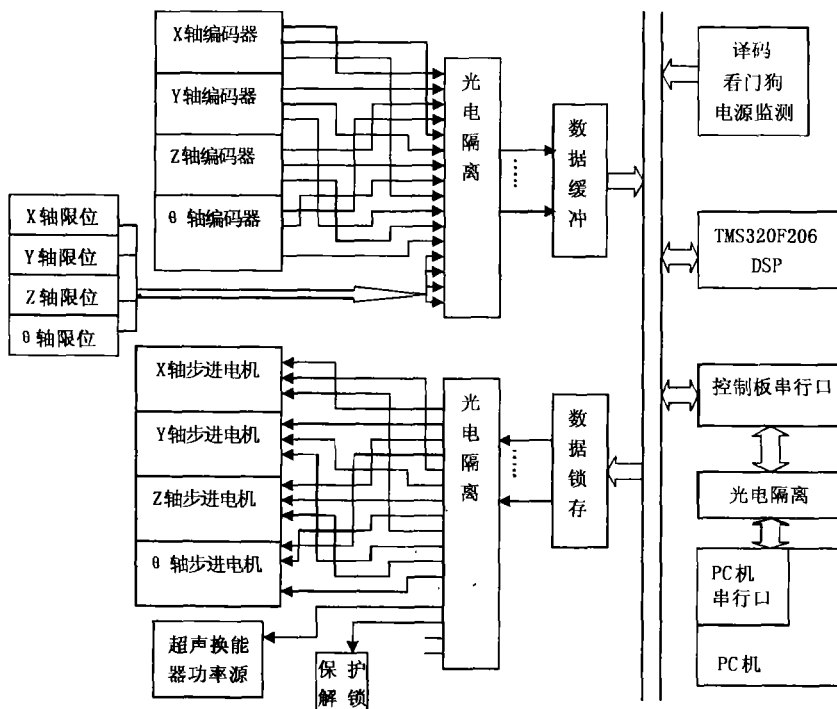 X轴编码器
Y轴编码器
Z轴编码器
θ 轴编码器
X轴限位
Y轴限位
Z轴限位
θ轴限位
光电隔离
数据缓冲
译码
看门狗
电源监测
TMS320F206
DSP
X轴步进电机
Y轴步进电机
Z轴步进电机
θ 轴步进电机
光电隔离
数据锁存
控制板串行口
光电隔离
PC机
串行口
PC机
超声换能
器功率源
保 护
解 锁